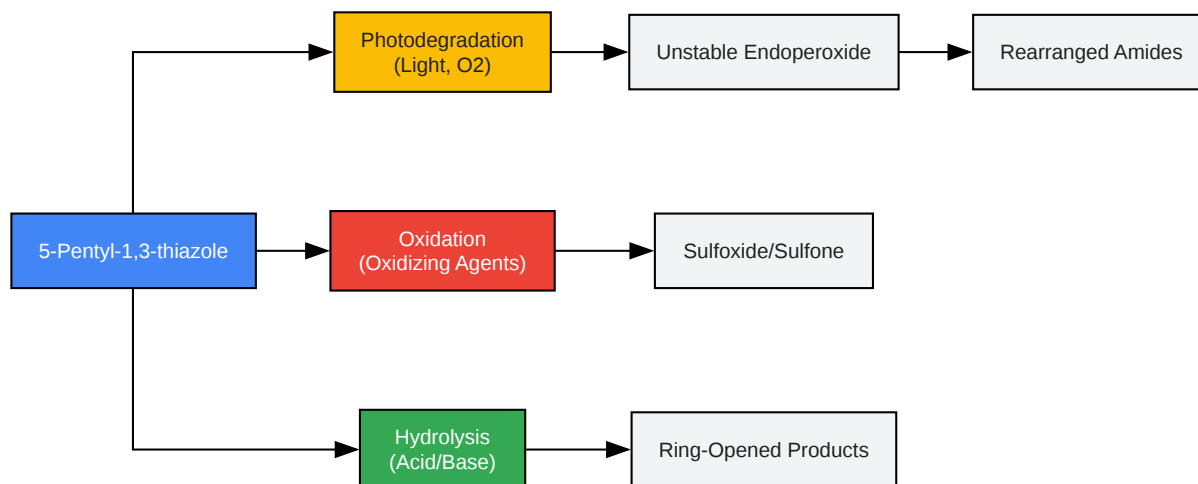 Photodegradation
(Light, O2)
Unstable Endoperoxide
Rearranged Amides
5-Pentyl-1,3-thiazole
Oxidation
(Oxidizing Agents)
Sulfoxide/Sulfone
Hydrolysis
(Acid/Base)
Ring-Opened Products